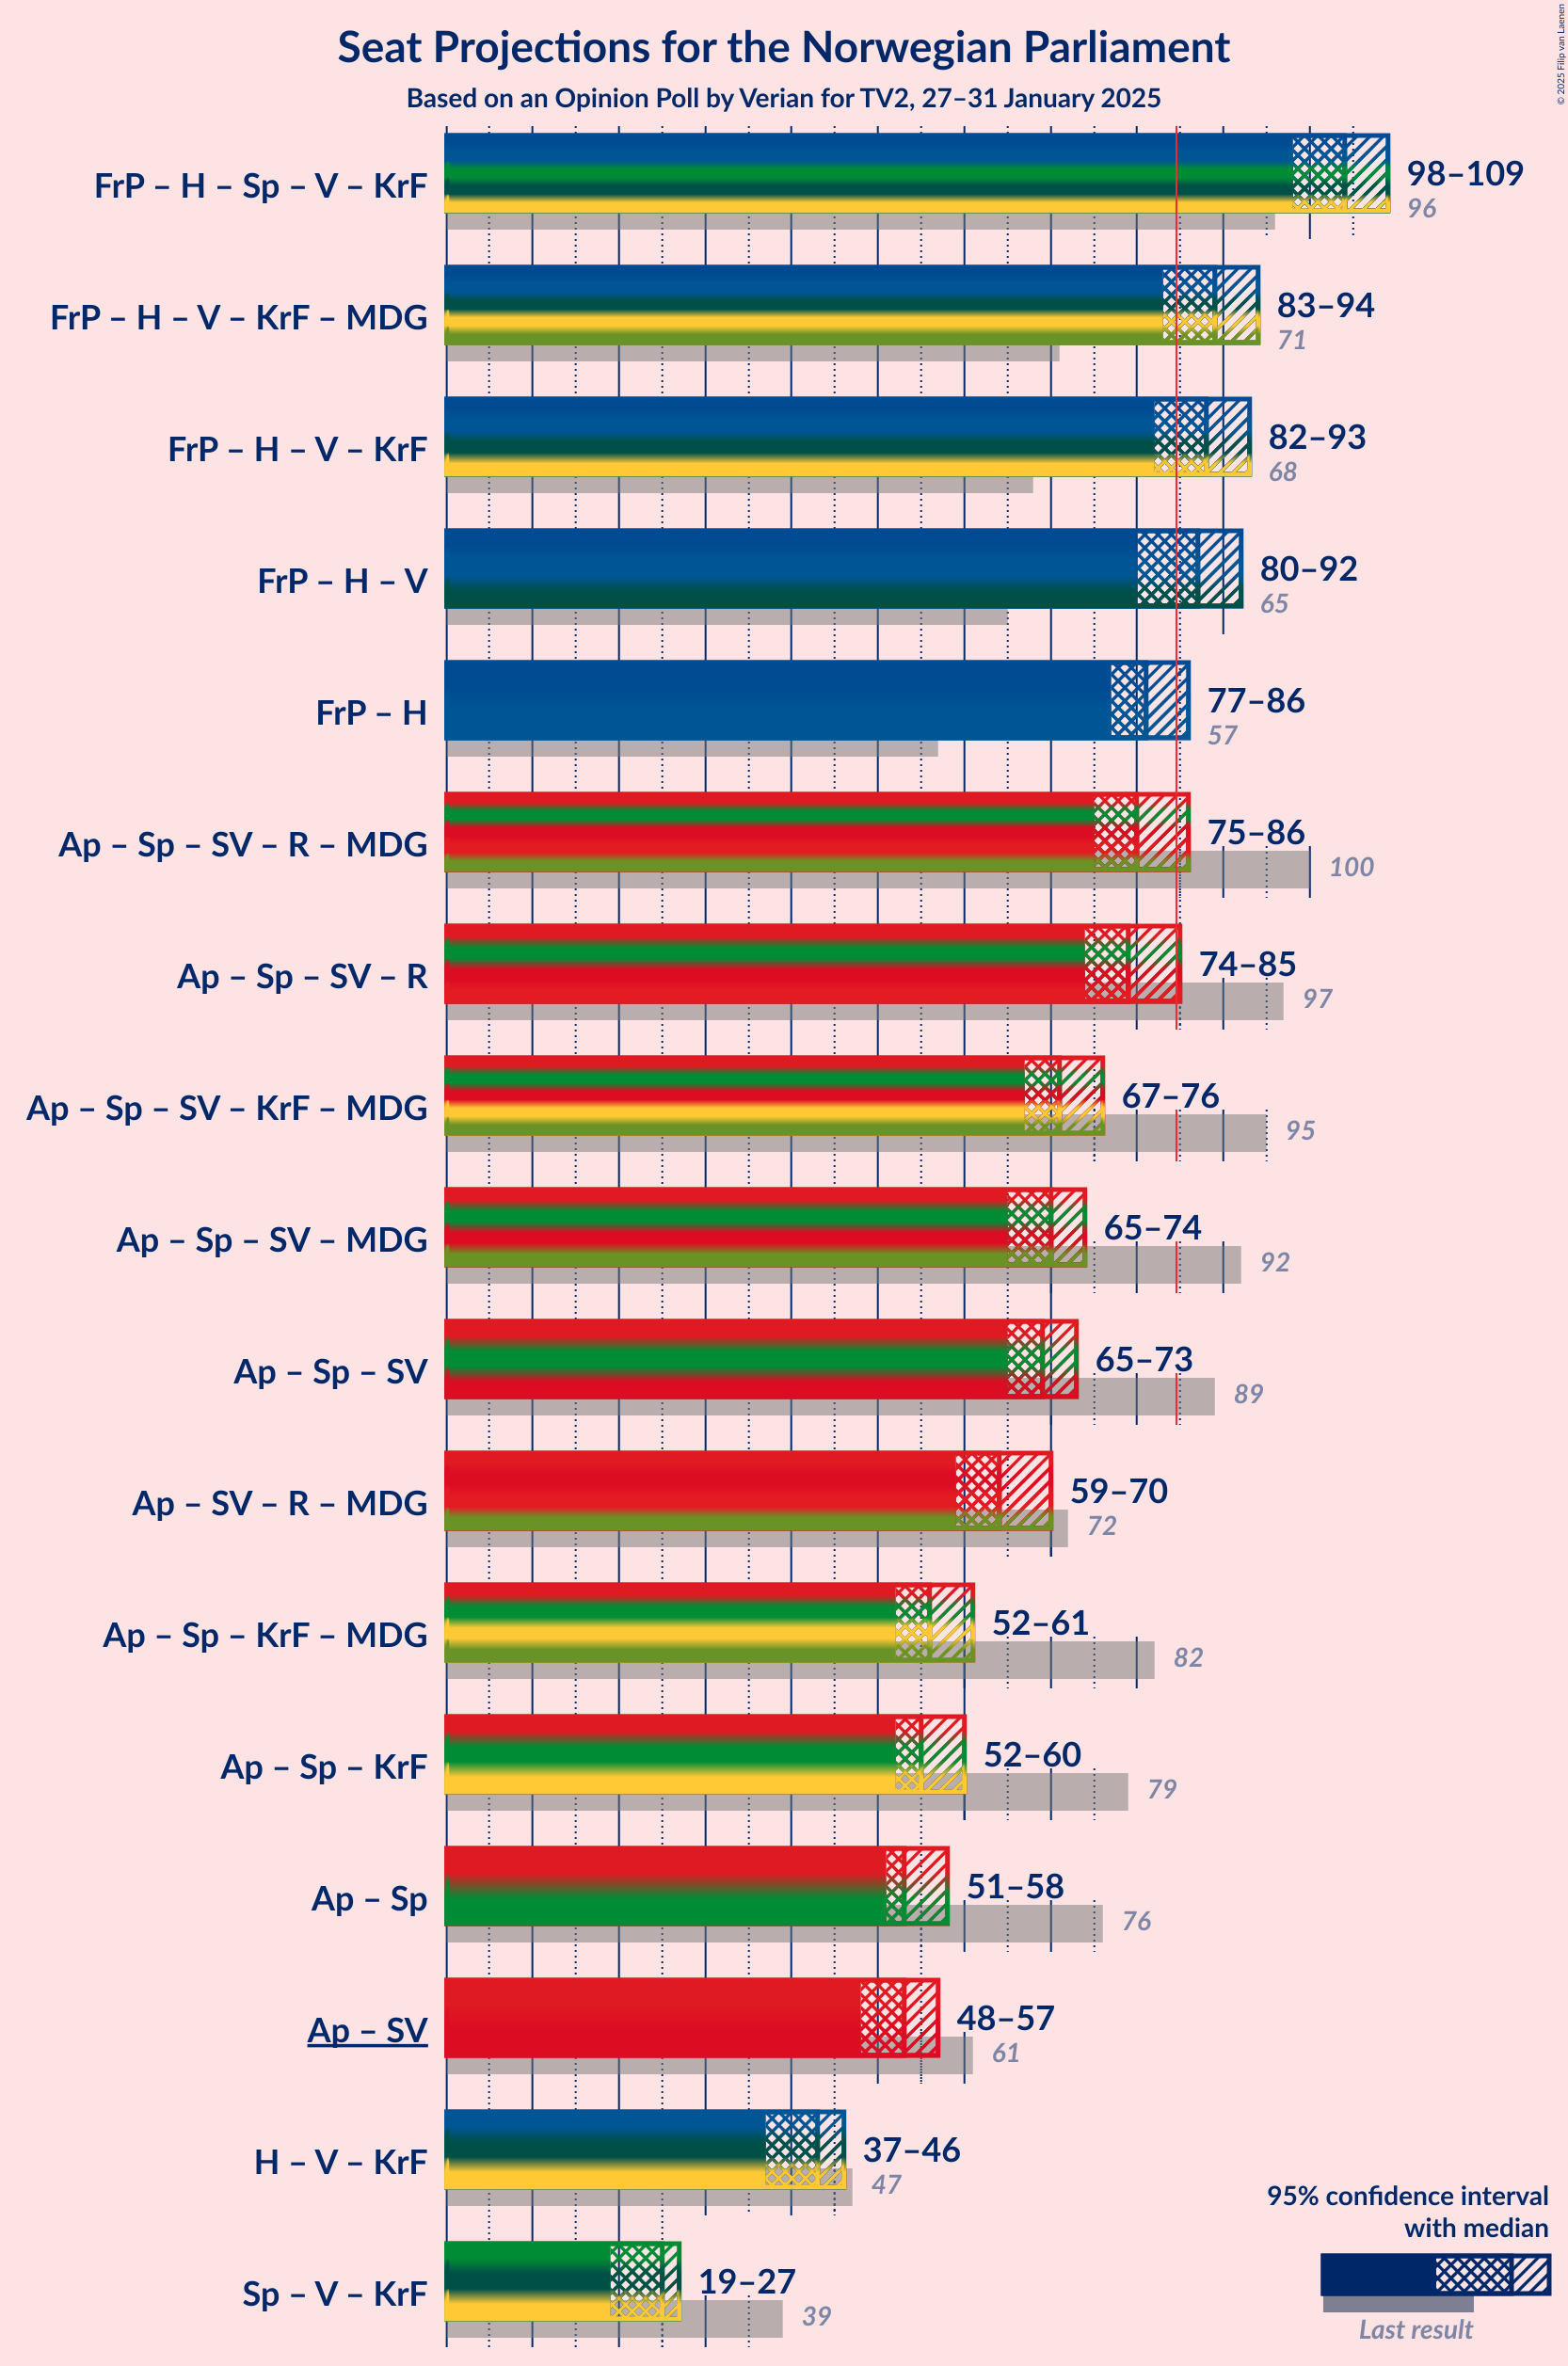 © 2025 Filip van Laenen
Seat Projections for the Norwegian Parliament
Based on an Opinion Poll by Verian for TV2, 27–31 January 2025
FrP – H – Sp – V – KrF
98–109
96
FrP – H – V – KrF – MDG
83–94
71
FrP – H – V – KrF
82–93
68
FrP – H – V
80–92
65
FrP – H
77–86
57
Ap – Sp – SV – R – MDG
75–86
100
Ap – Sp – SV – R
74–85
97
Ap – Sp – SV – KrF – MDG
67–76
95
Ap – Sp – SV – MDG
65–74
92
Ap – Sp – SV
65–73
89
Ap – SV – R – MDG
59–70
72
Ap – Sp – KrF – MDG
52–61
82
Ap – Sp – KrF
52–60
79
Ap – Sp
51–58
76
Ap – SV
48–57
61
H – V – KrF
37–46
47
Sp – V – KrF
19–27
39
95% confidence interval
with median
Last result